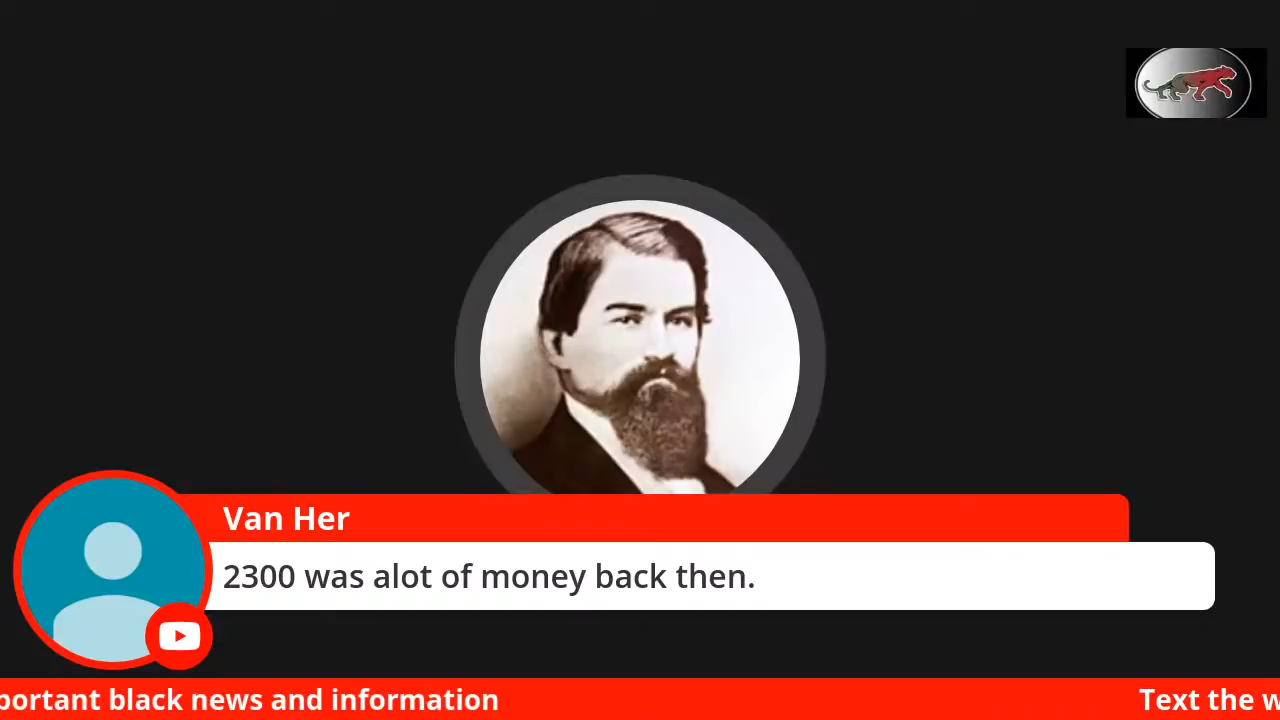 Van Her
2300 was alot of money back then.
portant black news and information
Text the w